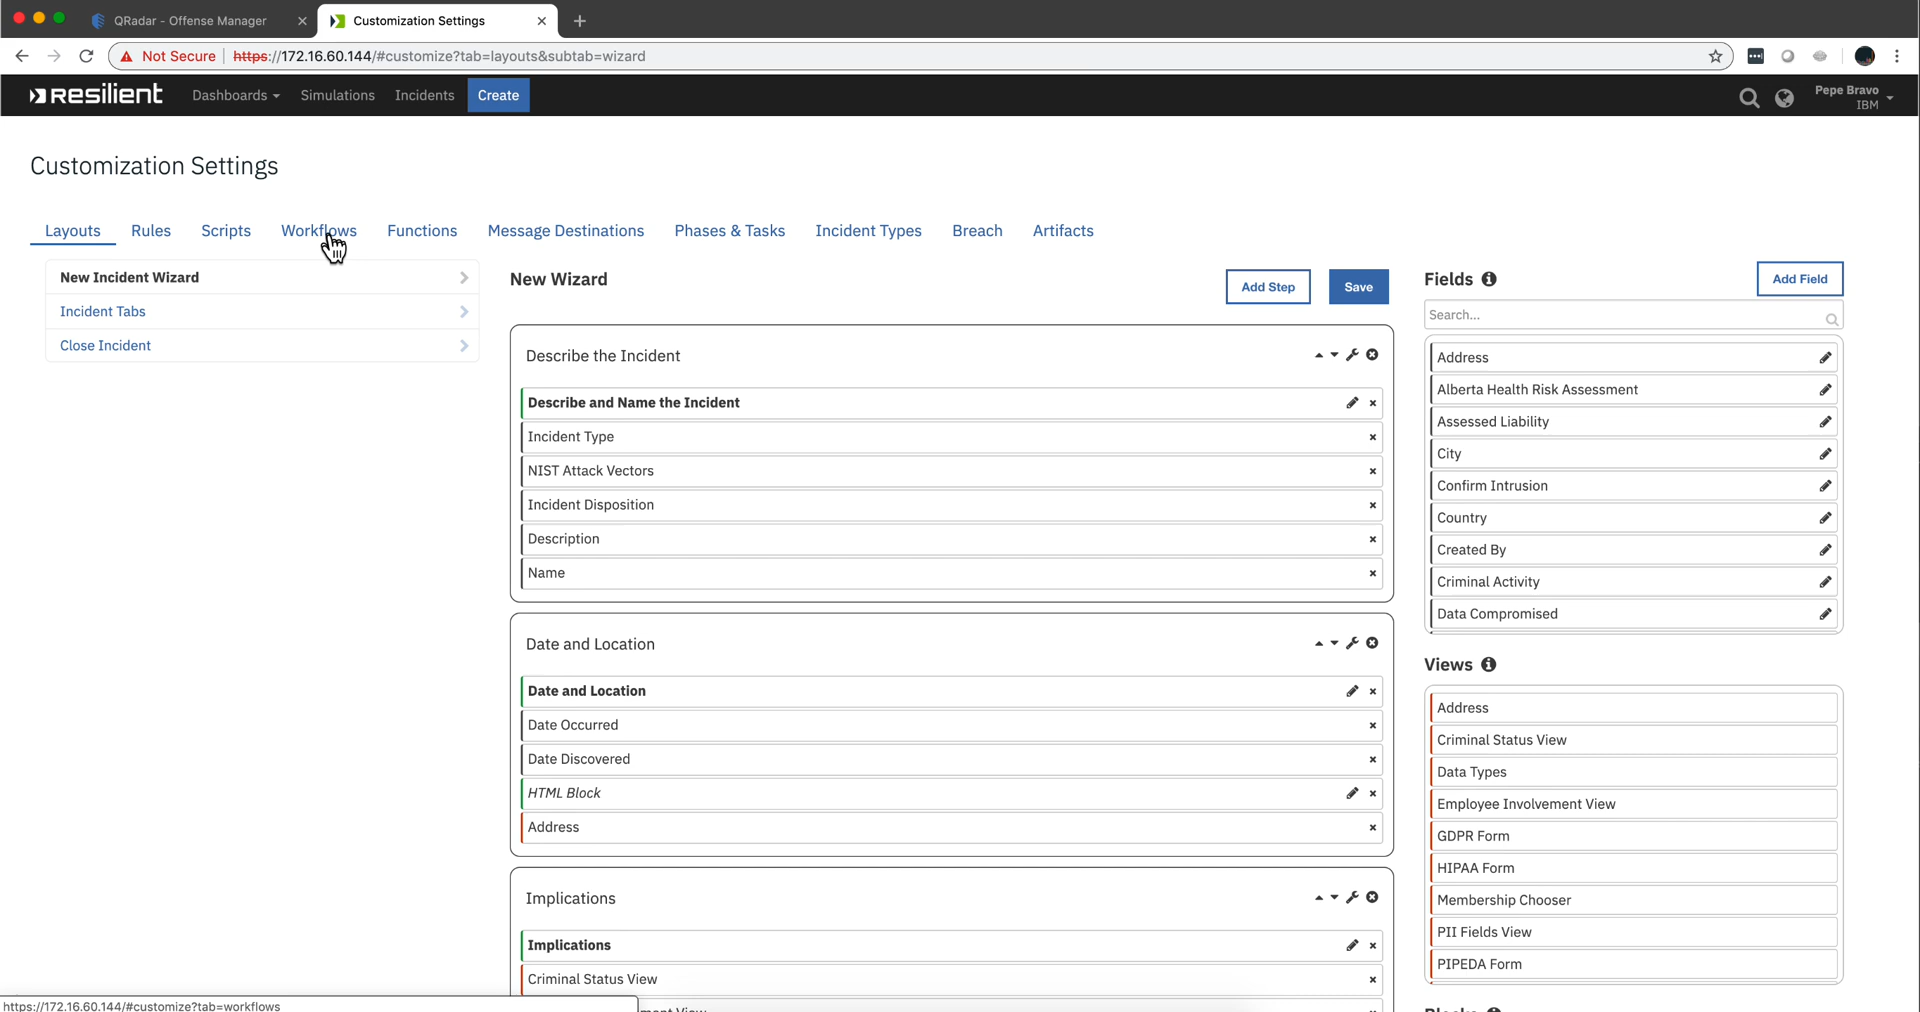 QRadar - Offense Manager
Customization Settings
Not Secure https://172.16.60.144/#customize?tab=layouts&subtab=wizard
resilient Dashboards Simulations Incidents Create
Pepe Bravo
IBM
Customization Settings
Layouts Rules Scripts Workflows Functions Message Destinations Phases & Tasks Incident Types Breach Artifacts
New Incident Wizard
Incident Tabs
Close Incident
New Wizard
Add Step Save
Describe the Incident
Describe and Name the Incident
Incident Type
NIST Attack Vectors
Incident Disposition
Description
Name
Date and Location
Date and Location
Date Occurred
Date Discovered
HTML Block
Address
Implications
Implications
Criminal Status View
Fields
Add Field
Search...
Address
Alberta Health Risk Assessment
Assessed Liability
City
Confirm Intrusion
Country
Created By
Criminal Activity
Data Compromised
Views
Address
Criminal Status View
Data Types
Employee Involvement View
GDPR Form
HIPAA Form
Membership Chooser
PII Fields View
PIPEDA Form
https://172.16.60.144/#customize?tab=workflows